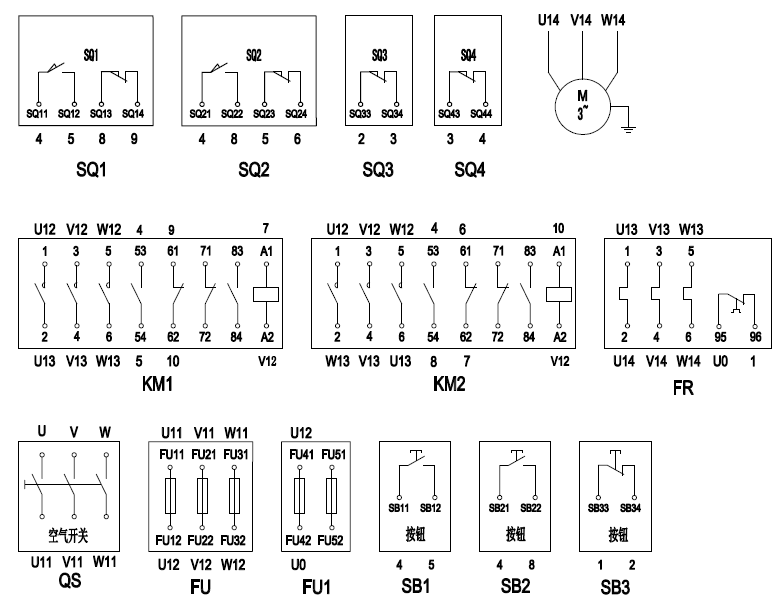 SQ1 SQ2 SQ3 SQ4 U14 V14 W14
SQ11 SQ12 SQ13 SQ14 SQ21 SQ22 SQ23 SQ24 SQ33 SQ34 SQ43 SQ44 M 3~
4 5 8 9 4 8 5 6 2 3 3 4
SQ1 SQ2 SQ3 SQ4
U12 V12 W12 4 9 7 U12 V12 W12 4 6 10 U13 V13 W13
1 3 5 53 61 71 83 A1 1 3 5 53 61 71 83 A1 1 3 5
2 4 6 54 62 72 84 A2 2 4 6 54 62 72 84 A2 2 4 6 95 96
U13 V13 W13 5 10 V12 W13 V13 U13 8 7 V12 U14 V14 W14 U0 1
KM1 KM2 FR
U V W U11 V11 W11 U12
FU11 FU21 FU31 FU41 FU51
SB11 SB12 SB21 SB22 SB33 SB34
空气开关 FU12 FU22 FU32 FU42 FU52 按钮 按钮 按钮
U11 V11 W11 U12 V12 W12 U0 4 5 4 8 1 2
QS FU FU1 SB1 SB2 SB3